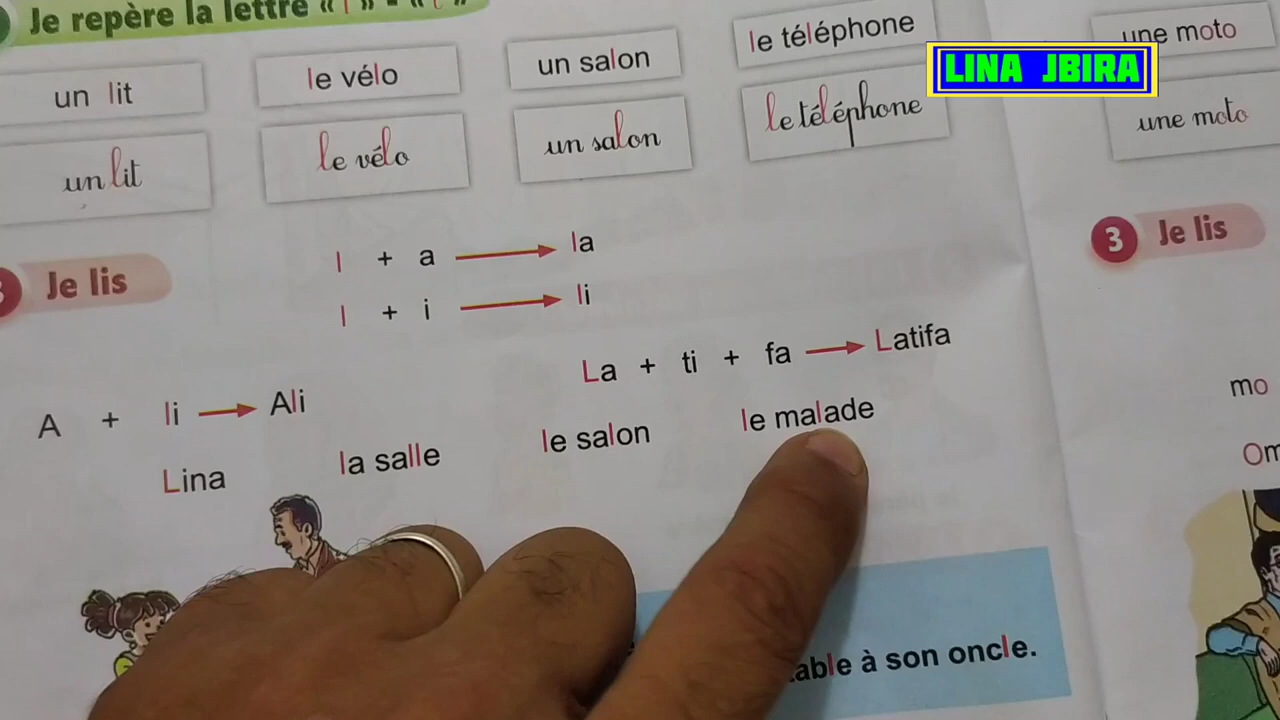 Je repère la lettre « l » - « l »
un lit
le vélo
un salon
le téléphone
une moto
LINA JBIRA
un lit
le vélo
un salon
le téléphone
une moto
Je lis
l + a → la
l + i → li
3 Je lis
A + li → Ali
La + ti + fa → Latifa
Lina
la salle
le salon
le malade
mo
Om
able à son oncle.